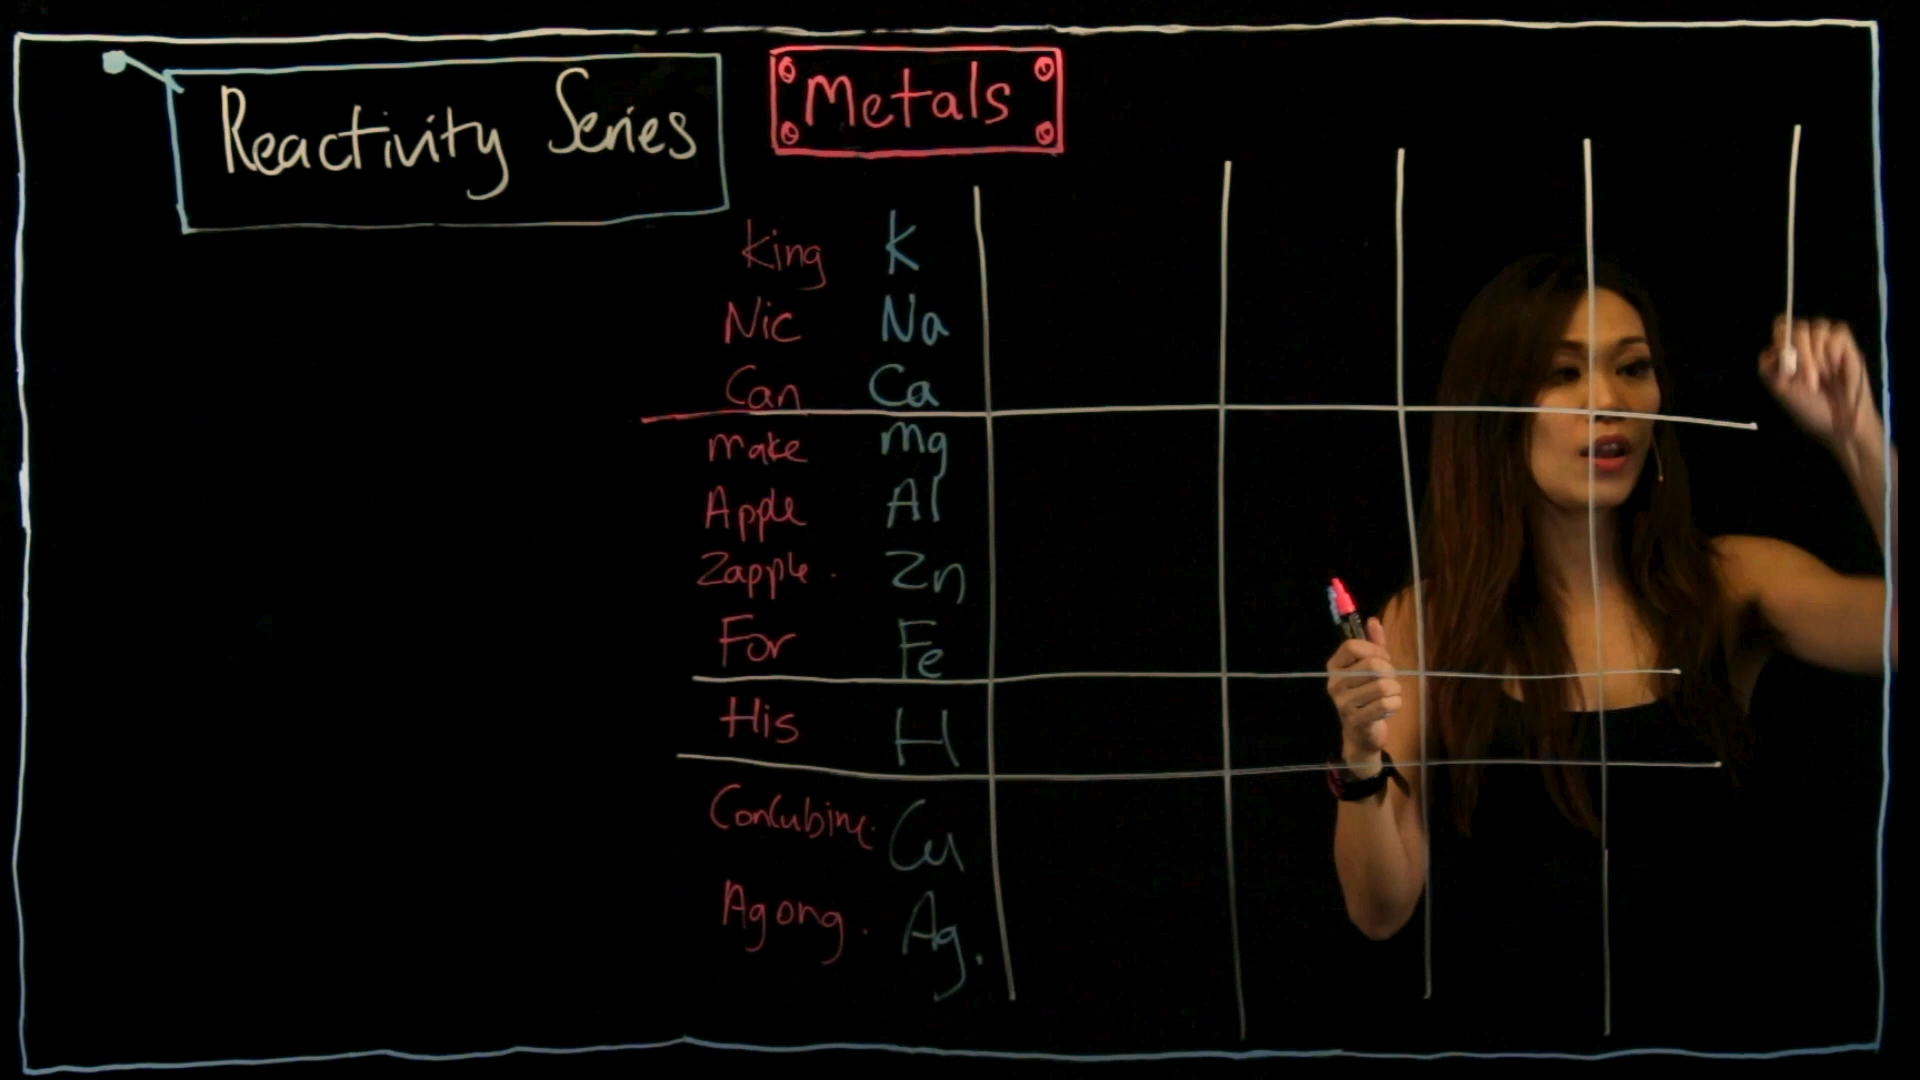 Reactivity Series
Metals
King K
Nic Na
Can Ca
Make Mg
Apple Al
Zapple. Zn
For Fe
His H
Concubine. Cu
Agong. Ag.